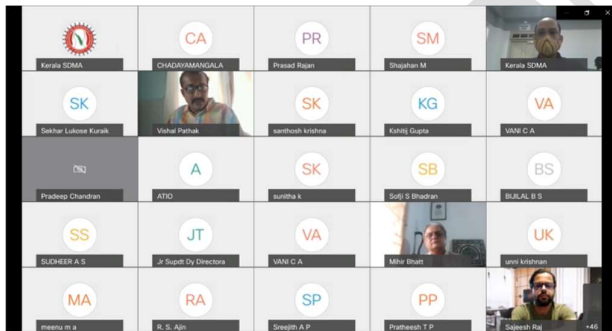 CA
PR
SM
Kerala SDMA
CHADAYAMANGALA
Prasad Rajan
Shajahan M
Kerala SDMA
SK
SK
KG
VA
Sekhar Lukose Kuraik
Vishal Pathak
santhosh krishna
Kshitij Gupta
VANI C A
A
SK
SB
BS
Pradeep Chandran
ATIO
sunitha k
Sofji S Bhadran
BIJILAL B S
SS
JT
VA
UK
SUDHEER A S
Jr Supdt Dy Directora
VANI C A
Mihir Bhatt
unni krishnan
MA
RA
SP
PP
meenu m a
R. S. Ajin
Sreejith A P
Pratheesh T P
Sajeesh Raj
+46